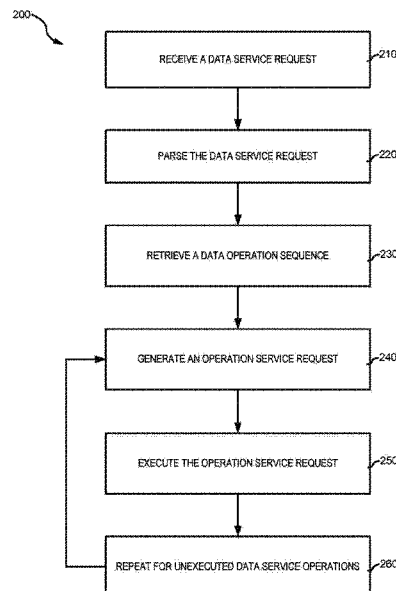 200
RECEIVE A DATA SERVICE REQUEST
210
PARSE THE DATA SERVICE REQUEST
220
RETRIEVE A DATA OPERATION SEQUENCE
230
GENERATE AN OPERATION SERVICE REQUEST
240
EXECUTE THE OPERATION SERVICE REQUEST
250
REPEAT FOR UNEXECUTED DATA SERVICE OPERATIONS
260